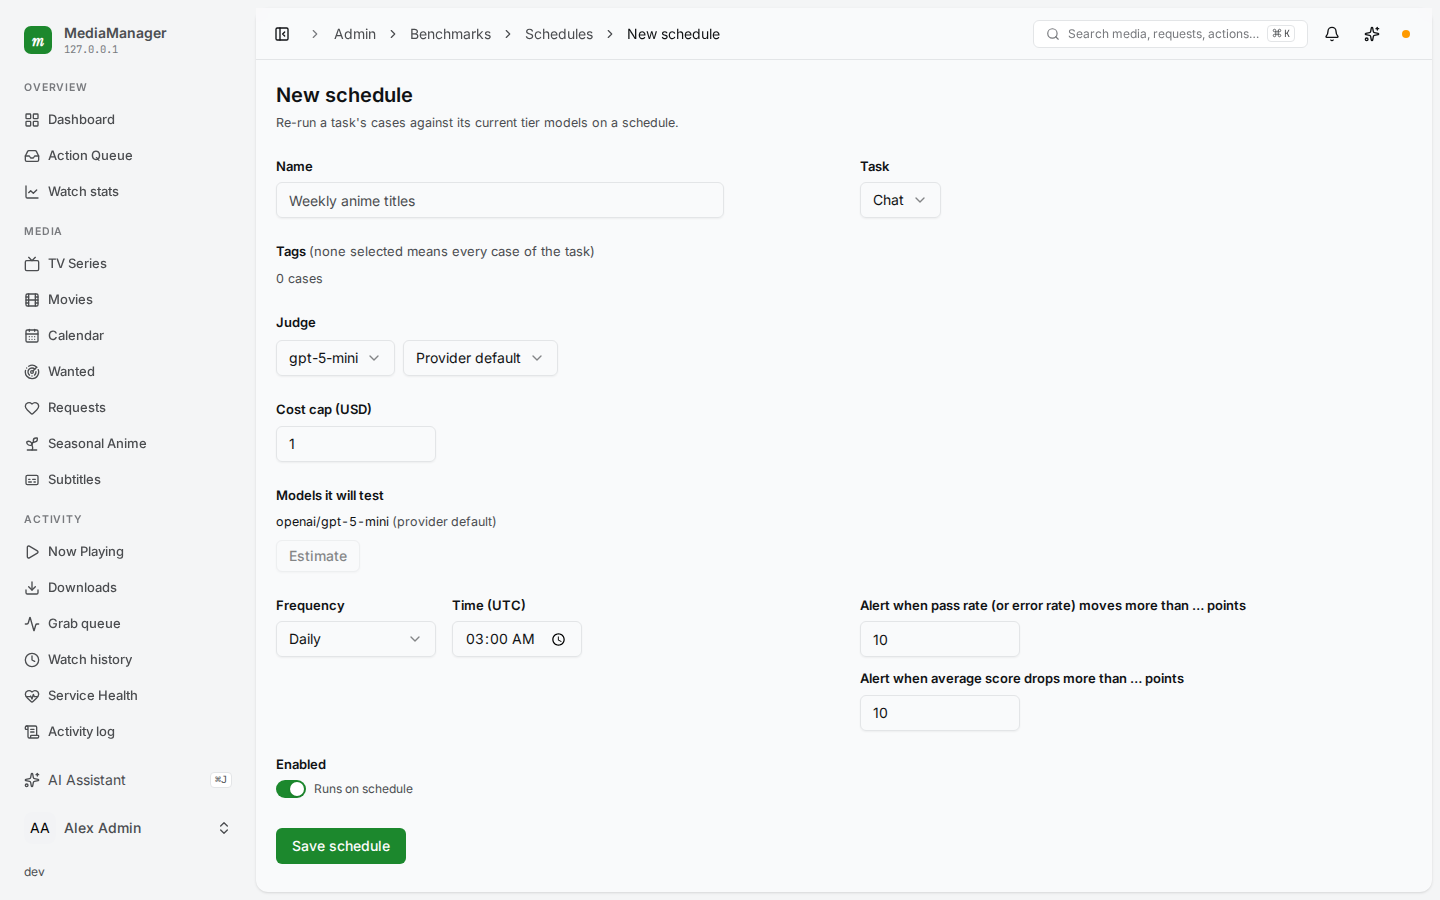 MediaManager
127.0.0.1
OVERVIEW
Dashboard
Action Queue
Watch stats
MEDIA
TV Series
Movies
Calendar
Wanted
Requests
Seasonal Anime
Subtitles
ACTIVITY
Now Playing
Downloads
Grab queue
Watch history
Service Health
Activity log
AI Assistant ⌘J
AA Alex Admin
dev
Admin > Benchmarks > Schedules > New schedule
Search media, requests, actions... ⌘K
New schedule
Re-run a task's cases against its current tier models on a schedule.
Name
Weekly anime titles
Task
Chat
Tags (none selected means every case of the task)
0 cases
Judge
gpt-5-mini Provider default
Cost cap (USD)
1
Models it will test
openai/gpt-5-mini (provider default)
Estimate
Frequency
Daily
Time (UTC)
03:00 AM
Alert when pass rate (or error rate) moves more than ... points
10
Alert when average score drops more than ... points
10
Enabled
Runs on schedule
Save schedule